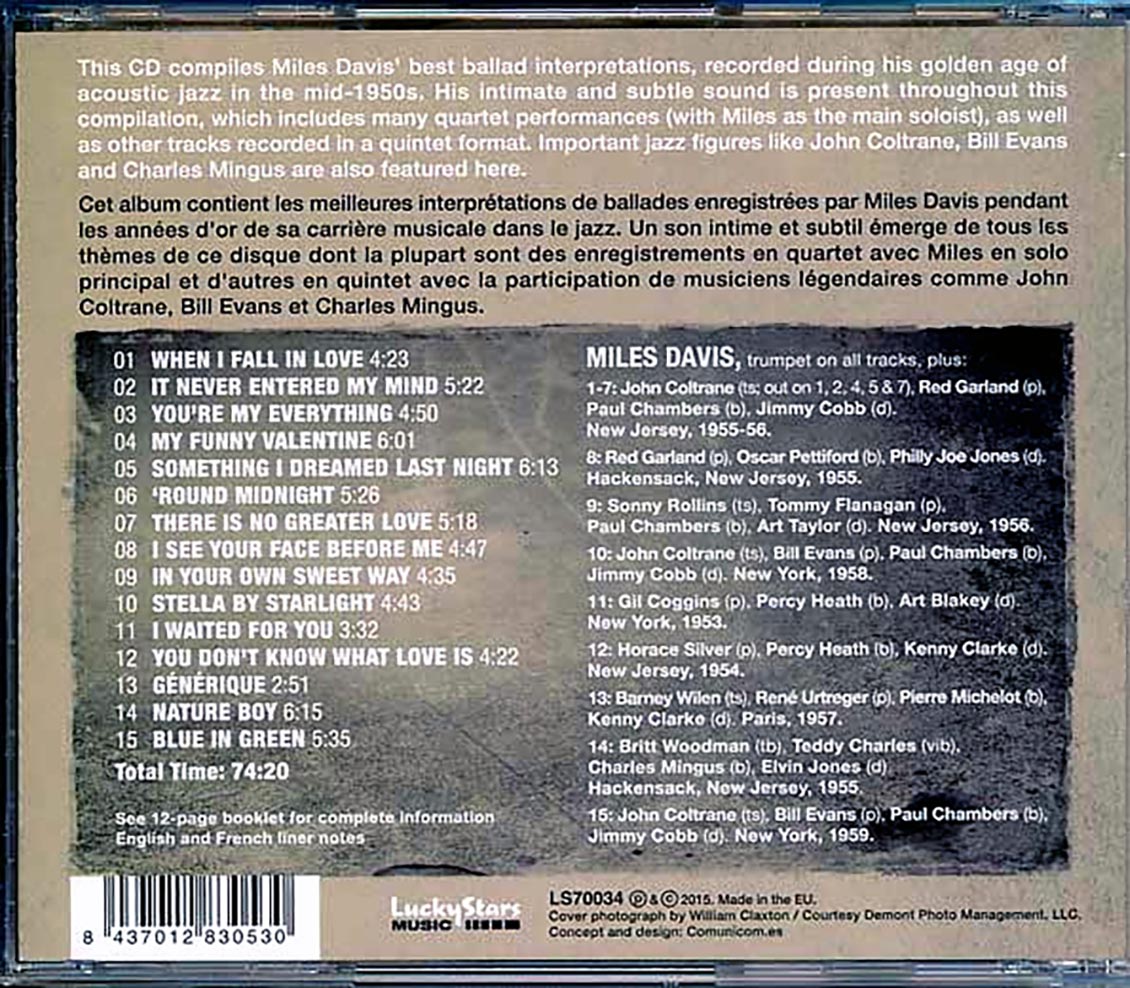 This CD compiles Miles Davis' best ballad interpretations, recorded during his golden age of
acoustic jazz in the mid-1950s. His intimate and subtle sound is present throughout this
compilation, which includes many quartet performances (with Miles as the main soloist), as well
as other tracks recorded in a quintet format. Important jazz figures like John Coltrane, Bill Evans
and Charles Mingus are also featured here.
Cet album contient les meilleures interprétations de ballades enregistrées par Miles Davis pendant
les années d'or de sa carrière musicale dans le jazz. Un son intime et subtil émerge de tous les
thèmes de ce disque dont la plupart sont des enregistrements en quartet avec Miles en solo
principal et d'autres en quintet avec la participation de musiciens légendaires comme John
Coltrane, Bill Evans et Charles Mingus.
01 WHEN I FALL IN LOVE 4:23
02 IT NEVER ENTERED MY MIND 5:22
03 YOU'RE MY EVERYTHING 4:50
04 MY FUNNY VALENTINE 6:01
05 SOMETHING I DREAMED LAST NIGHT 6:13
06 'ROUND MIDNIGHT 5:26
07 THERE IS NO GREATER LOVE 5:18
08 I SEE YOUR FACE BEFORE ME 4:47
09 IN YOUR OWN SWEET WAY 4:35
10 STELLA BY STARLIGHT 4:43
11 I WAITED FOR YOU 3:32
12 YOU DON'T KNOW WHAT LOVE IS 4:22
13 GÉNÉRIQUE 2:51
14 NATURE BOY 6:15
15 BLUE IN GREEN 5:35
Total Time: 74:20
See 12-page booklet for complete information
English and French liner notes
MILES DAVIS, trumpet on all tracks, plus:
1-7: John Coltrane (ts; out on 1, 2, 4, 5 & 7), Red Garland (p),
Paul Chambers (b), Jimmy Cobb (d).
New Jersey, 1955-56.
8: Red Garland (p), Oscar Pettiford (b), Philly Joe Jones (d).
Hackensack, New Jersey, 1955.
9: Sonny Rollins (ts), Tommy Flanagan (p),
Paul Chambers (b), Art Taylor (d). New Jersey, 1956.
10: John Coltrane (ts), Bill Evans (p), Paul Chambers (b),
Jimmy Cobb (d). New York, 1958.
11: Gil Coggins (p), Percy Heath (b), Art Blakey (d).
New York, 1953.
12: Horace Silver (p), Percy Heath (b), Kenny Clarke (d).
New Jersey, 1954.
13: Barney Wilen (ts), René Urtreger (p), Pierre Michelot (b),
Kenny Clarke (d). Paris, 1957.
14: Britt Woodman (tb), Teddy Charles (vib),
Charles Mingus (b), Elvin Jones (d)
Hackensack, New Jersey, 1955
15: John Coltrane (ts), Bill Evans (p), Paul Chambers (b),
Jimmy Cobb (d). New York, 1959.
8 437012 830530
LuckyStars
MUSIC
LS70034 ℗ & © 2015. Made in the EU.
Cover photograph by William Claxton / Courtesy Demont Photo Management, LLC.
Concept and design: Comunicom.es